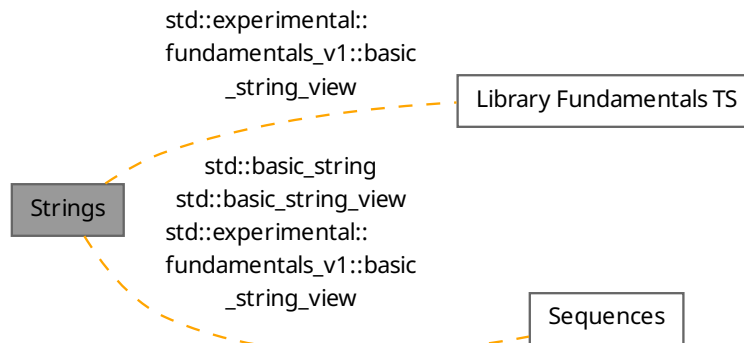 std::experimental::
fundamentals_v1::basic
_string_view
Library Fundamentals TS
std::basic_string
std::basic_string_view
Strings
std::experimental::
fundamentals_v1::basic
_string_view
Sequences